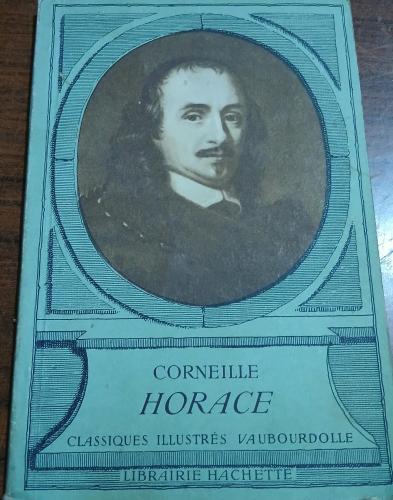 CORNEILLE
HORACE
CLASSIQUES ILLUSTRÉS VAUBOURDOLLE
LIBRAIRIE HACHETTE